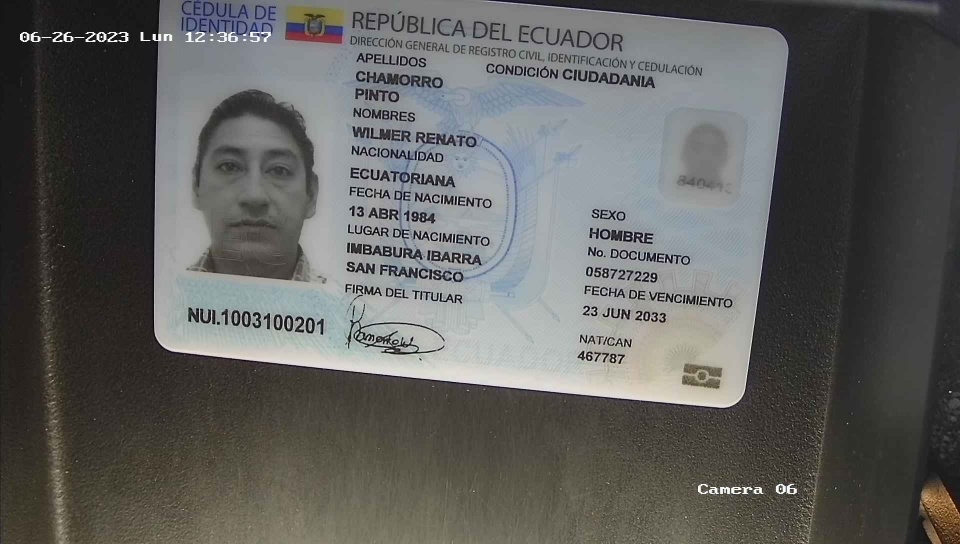 06-26-2023 Lun 12:36:57
CÉDULA DE
IDENTIDAD
REPÚBLICA DEL ECUADOR
DIRECCIÓN GENERAL DE REGISTRO CIVIL, IDENTIFICACIÓN Y CEDULACIÓN
APELLIDOS
CONDICIÓN CIUDADANIA
CHAMORRO
PINTO
NOMBRES
WILMER RENATO
NACIONALIDAD
ECUATORIANA
FECHA DE NACIMIENTO
13 ABR 1984
LUGAR DE NACIMIENTO
IMBABURA IBARRA
SAN FRANCISCO
FIRMA DEL TITULAR
SEXO
HOMBRE
No. DOCUMENTO
058727229
FECHA DE VENCIMIENTO
23 JUN 2033
NAT/CAN
467787
NUI.1003100201
Camera 06